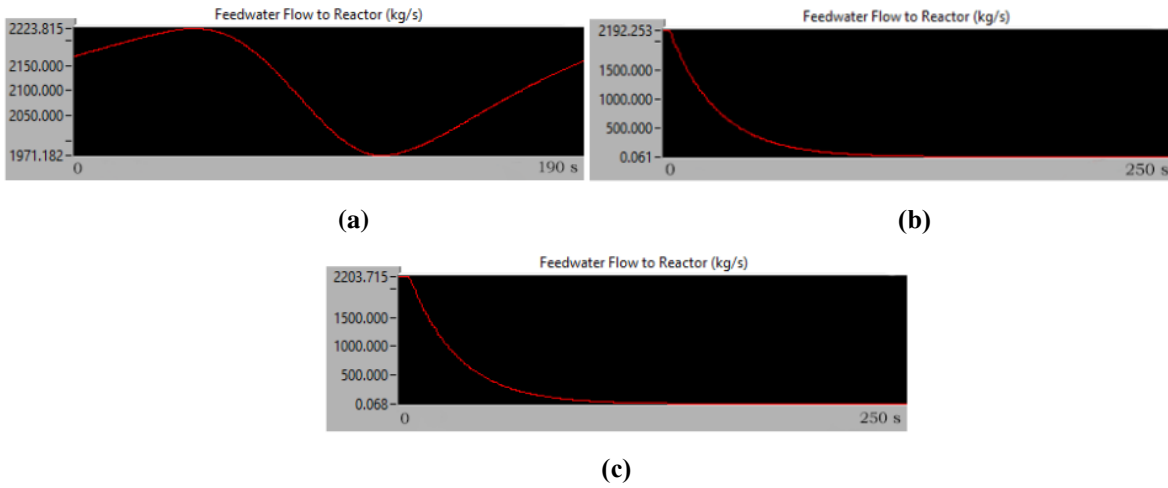 Feedwater Flow to Reactor (kg/s)
2223.815
2150.000
2100.000
2050.000
1971.182
0 190 s
(a)
Feedwater Flow to Reactor (kg/s)
2192.253
1500.000
1000.000
500.000
0.061
0 250 s
(b)
Feedwater Flow to Reactor (kg/s)
2203.715
1500.000
1000.000
500.000
0.068
0 250 s
(c)